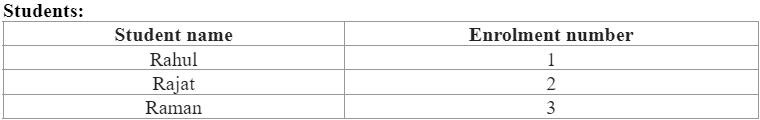 Students:
Student name Enrolment number
Rahul 1
Rajat 2
Raman 3